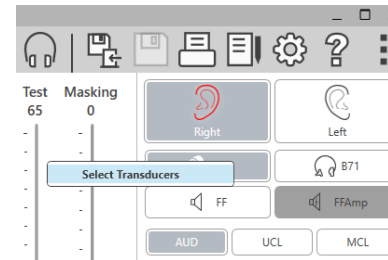 Test Masking
65 0
Right Left
Select Transducers
B71
FF FFAmp
AUD UCL MCL